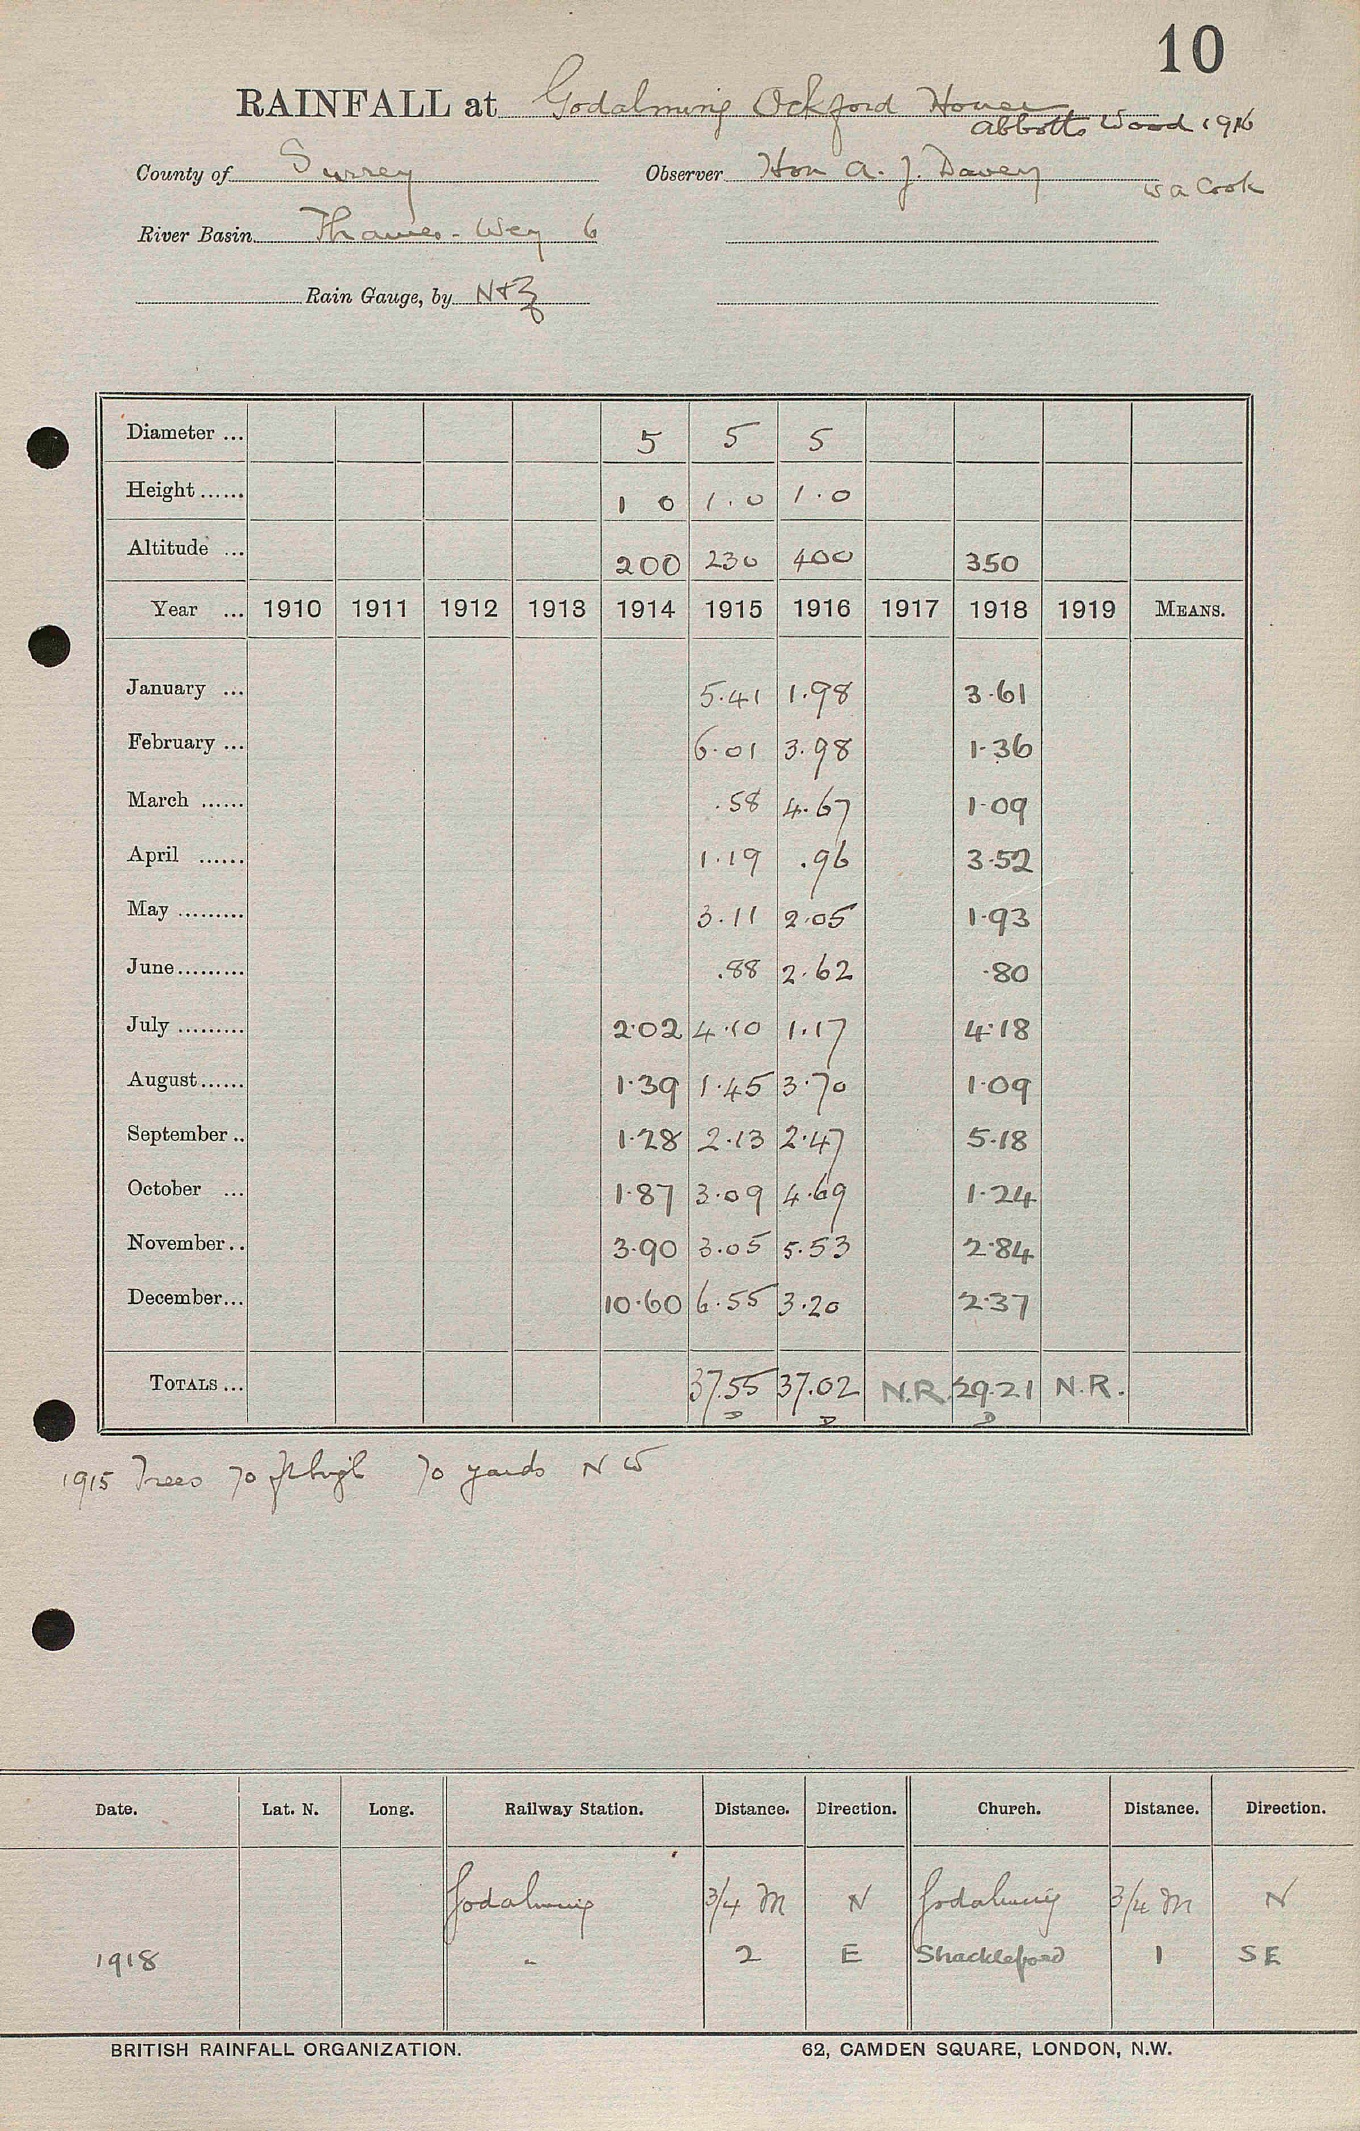 10
RAINFALL at Godalming Ockford House
Abbotts Wood 1916
County of Surrey Observer Hon A. J. Davey
W A Cook
River Basin Thames - Wey 6
Rain Gauge, by N+Z
Diameter ... 5 5 5
Height ...... 1 0 1.0 1.0
Altitude ... 200 230 400 350
Year ... 1910 1911 1912 1913 1914 1915 1916 1917 1918 1919 MEANS.
January ... 5.41 1.98 3.61
February ... 6.01 3.98 1.36
March ...... .58 4.67 1.09
April ...... 1.19 .96 3.52
May ......... 3.11 2.05 1.93
June ......... .88 2.62 .80
July ......... 2.02 4.10 1.17 4.18
August ...... 1.39 1.45 3.70 1.09
September .. 1.28 2.13 2.47 5.18
October ... 1.87 3.09 4.69 1.24
November .. 3.90 3.05 5.53 2.84
December ... 10.60 6.55 3.20 2.37
TOTALS ... 37.55 37.02 N.R. 29.21 N.R.
D D D
1915 Trees 70 ft high 70 yards N W
Date. Lat. N. Long. Railway Station. Distance. Direction. Church. Distance. Direction.
Godalming 3/4 M N Godalming 3/4 M N
1918 " 2 E Shackleford 1 SE
BRITISH RAINFALL ORGANIZATION. 62, CAMDEN SQUARE, LONDON, N.W.